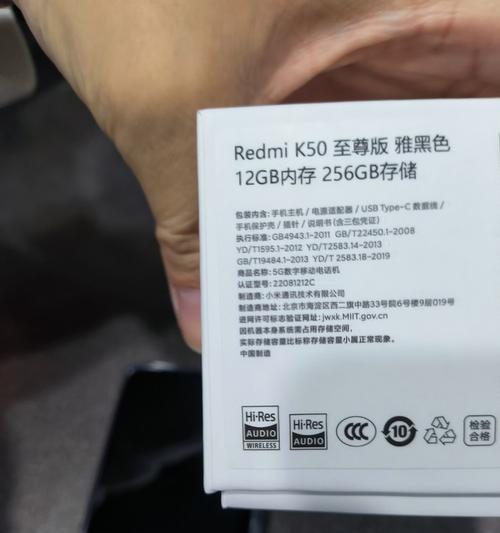 Redmi K50 至尊版 雅黑色
12GB内存 256GB存储
包装内含: 手机主机 / 电源适配器 / USB Type-C 数据线 /
手机保护壳 / 插针 / 说明书 (含三包凭证)
执行标准: GB4943.1-2011 GB/T22450.1-2008
YD/T1595.1-2012 YD/T2583.14-2013
GB/T19484.1-2013 YD/T 2583.18-2019
商品名称: 5G数字移动电话机
认证型号: 22081212C
制造商: 小米通讯技术有限公司
制造商地址: 北京市海淀区西二旗中路33号院6号楼9层019号
进网许可标志验证网址: jwxk.MIIT.gov.cn
因机器本身系统需占用存储空间,
实际存储容量比标称存储容量小属正常现象。
中国制造
Hi-Res
AUDIO
WIRELESS
Hi-Res
AUDIO
CCC
10
检验
合格